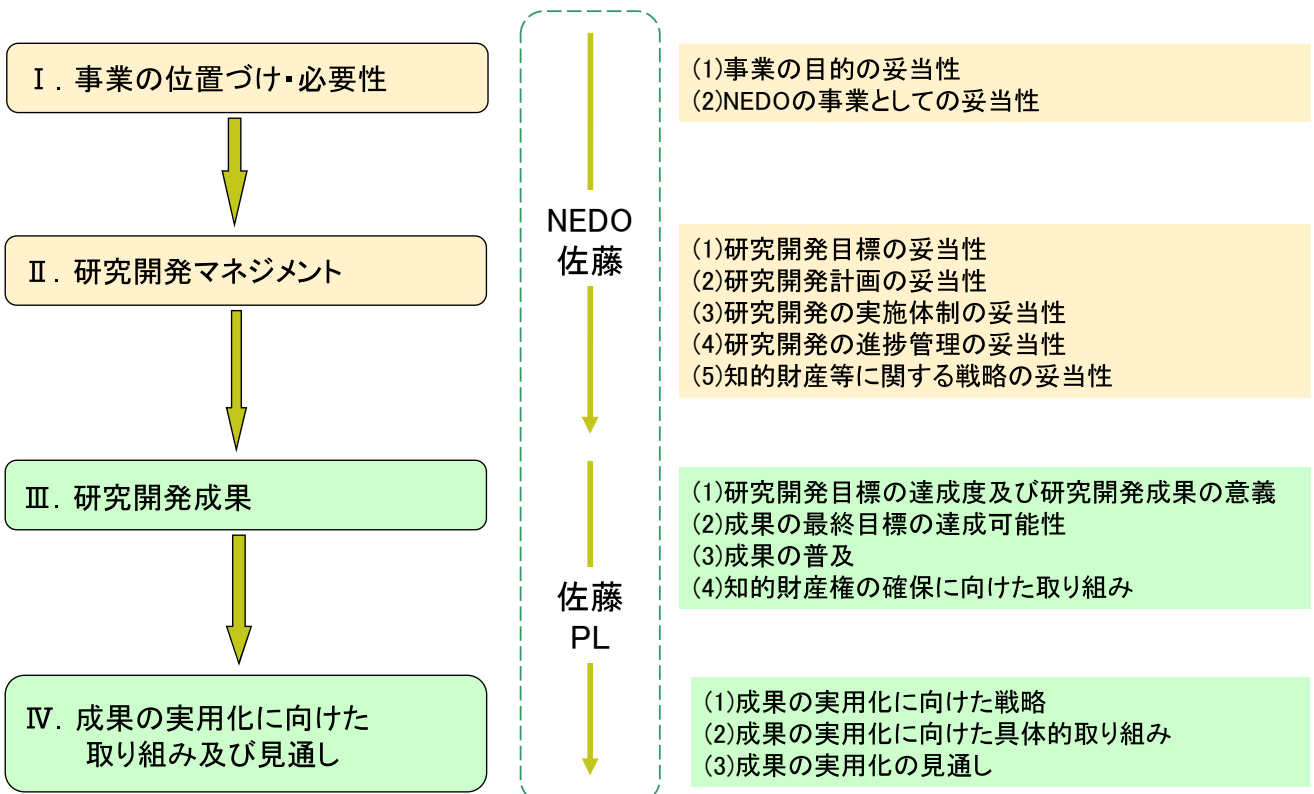 Ⅰ．事業の位置づけ・必要性
(1)事業の目的の妥当性
(2)NEDOの事業としての妥当性
NEDO
佐藤
Ⅱ．研究開発マネジメント
(1)研究開発目標の妥当性
(2)研究開発計画の妥当性
(3)研究開発の実施体制の妥当性
(4)研究開発の進捗管理の妥当性
(5)知的財産等に関する戦略の妥当性
Ⅲ．研究開発成果
(1)研究開発目標の達成度及び研究開発成果の意義
(2)成果の最終目標の達成可能性
(3)成果の普及
(4)知的財産権の確保に向けた取り組み
佐藤
PL
Ⅳ．成果の実用化に向けた
取り組み及び見通し
(1)成果の実用化に向けた戦略
(2)成果の実用化に向けた具体的取り組み
(3)成果の実用化の見通し